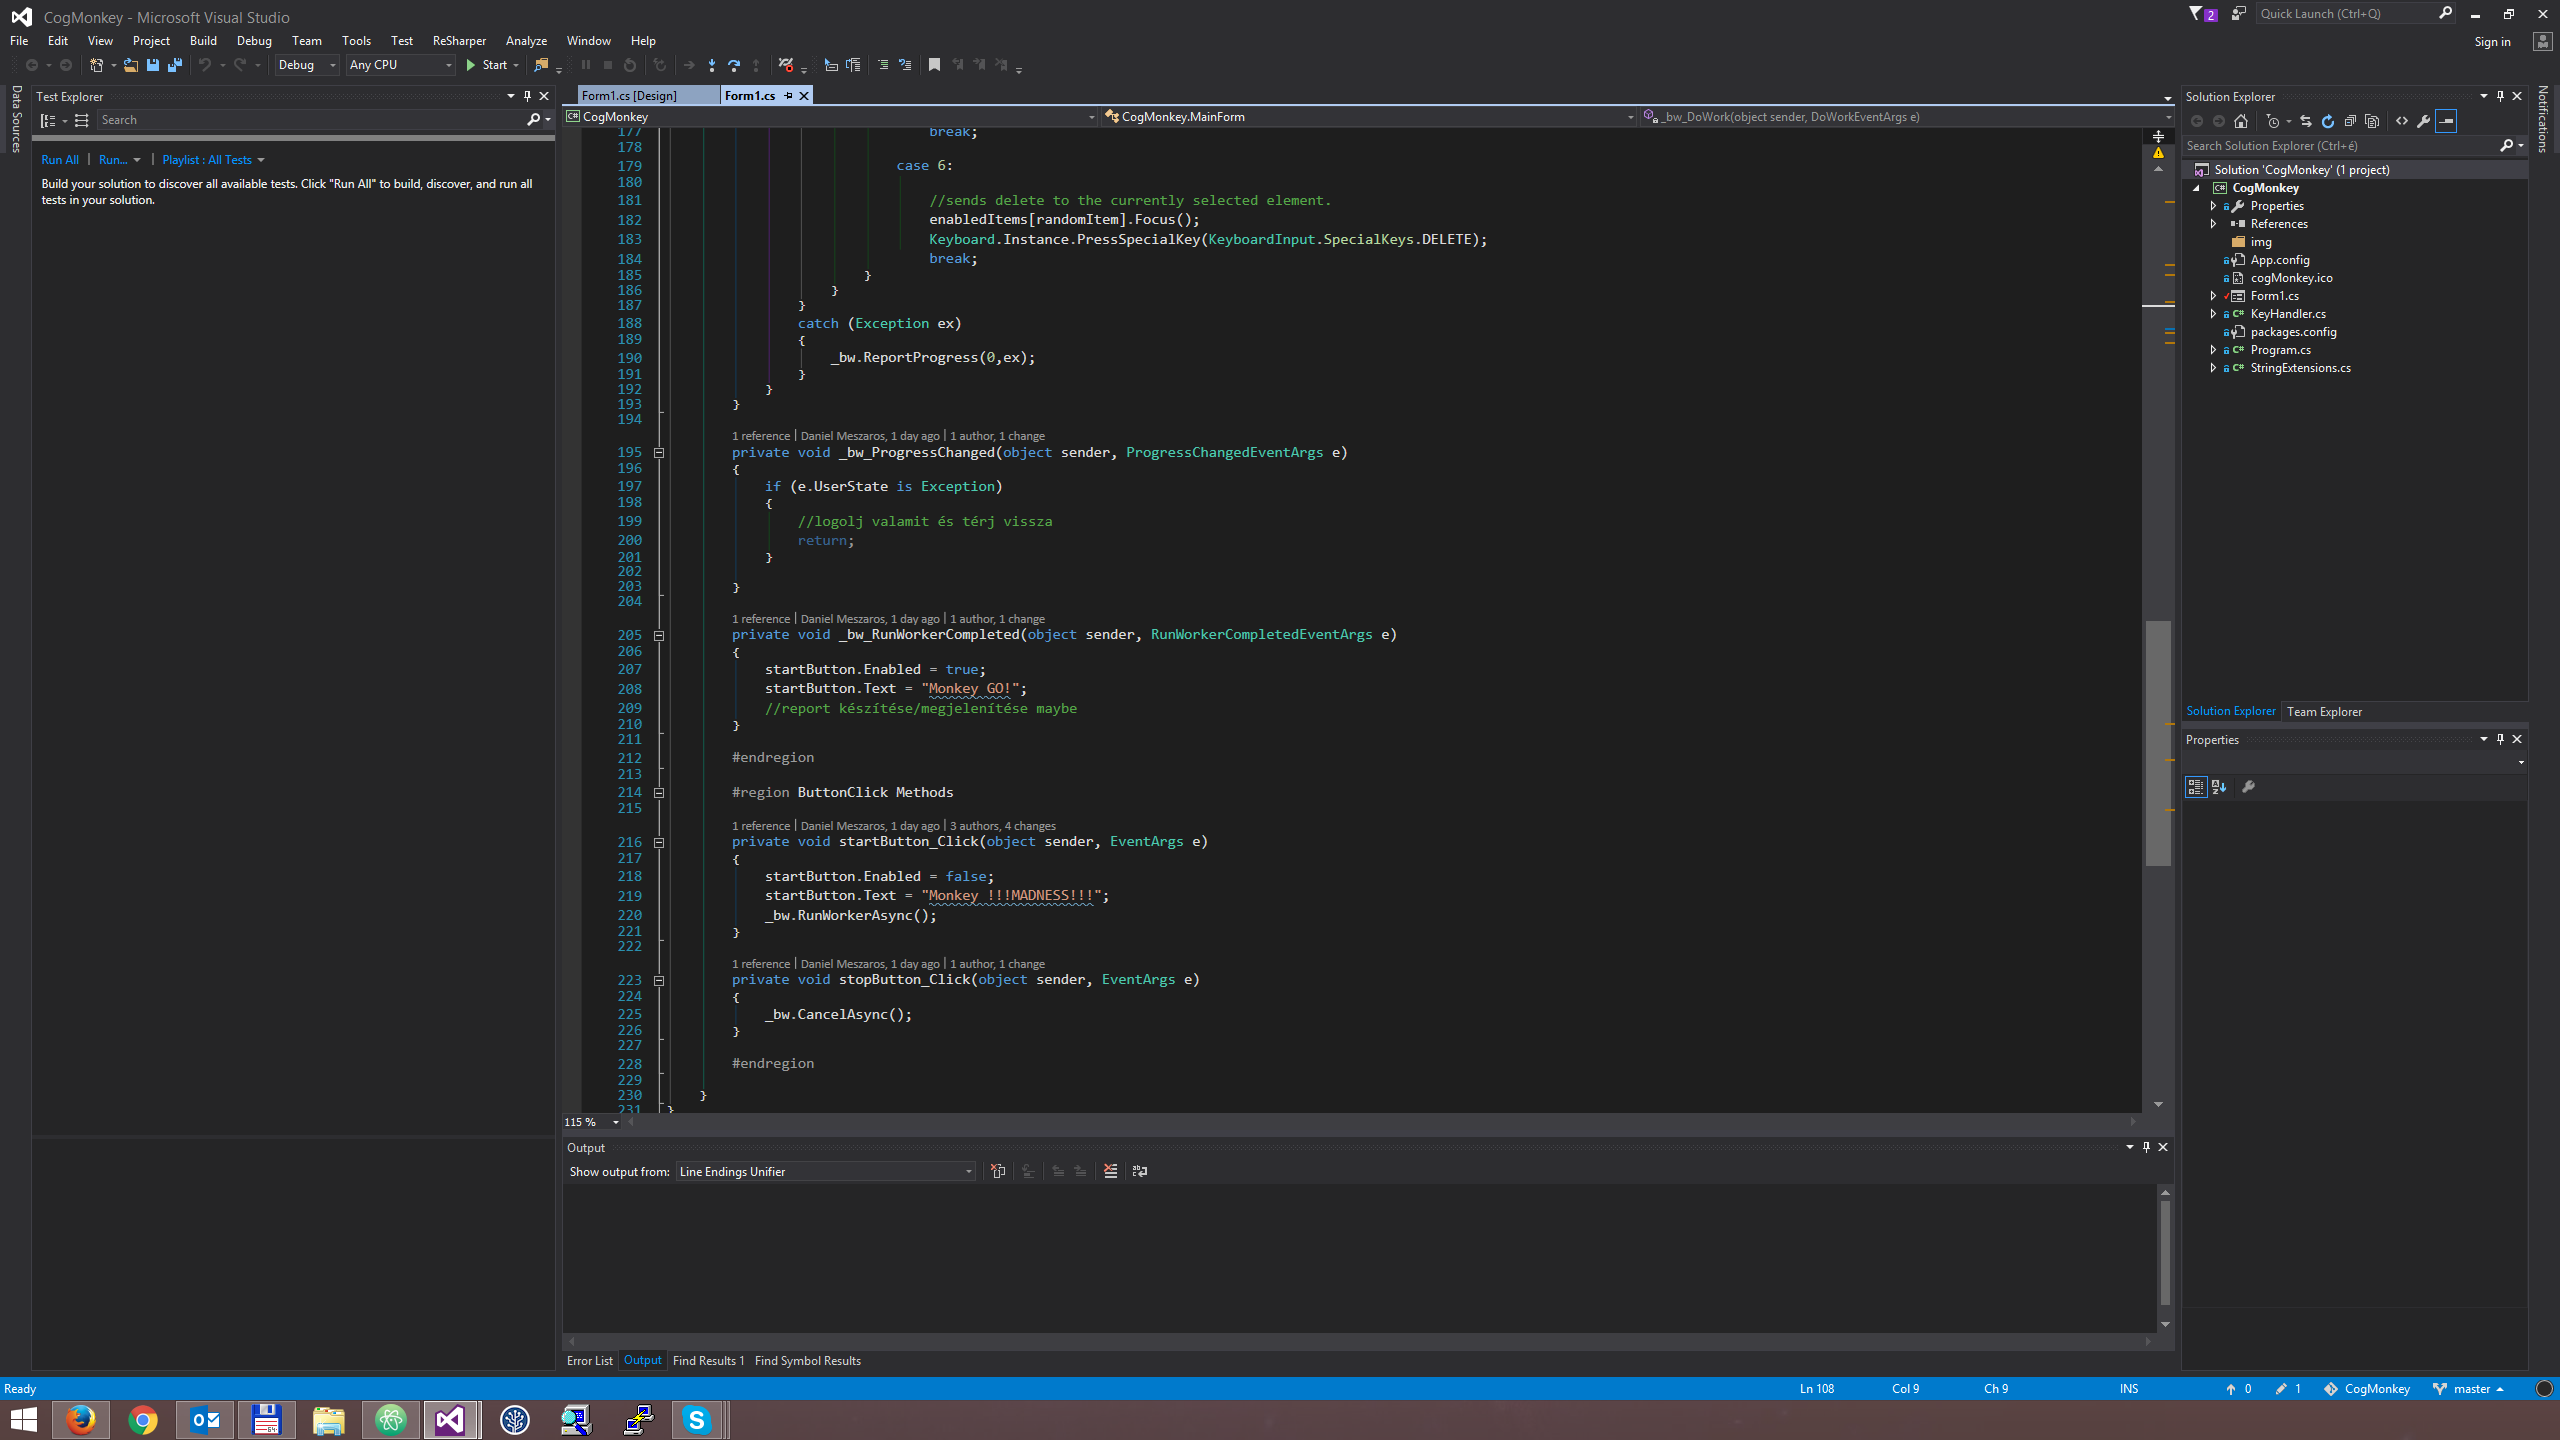 CogMonkey - Microsoft Visual Studio
2
Quick Launch (Ctrl+Q)
File Edit View Project Build Debug Team Tools Test ReSharper Analyze Window Help
Sign in
Debug Any CPU Start
Data Sources
Test Explorer
Search
Run All | Run... | Playlist : All Tests
Build your solution to discover all available tests. Click "Run All" to build, discover, and run all
tests in your solution.
Form1.cs [Design] Form1.cs
CogMonkey CogMonkey.MainForm _bw_DoWork(object sender, DoWorkEventArgs e)
177 break;
178
179 case 6:
180
181 //sends delete to the currently selected element.
182 enabledItems[randomItem].Focus();
183 Keyboard.Instance.PressSpecialKey(KeyboardInput.SpecialKeys.DELETE);
184 break;
185 }
186 }
187 }
188 catch (Exception ex)
189 {
190 _bw.ReportProgress(0,ex);
191 }
192 }
193 }
194
1 reference | Daniel Meszaros, 1 day ago | 1 author, 1 change
195 private void _bw_ProgressChanged(object sender, ProgressChangedEventArgs e)
196 {
197 if (e.UserState is Exception)
198 {
199 //logolj valamit és térj vissza
200 return;
201 }
202
203 }
204
1 reference | Daniel Meszaros, 1 day ago | 1 author, 1 change
205 private void _bw_RunWorkerCompleted(object sender, RunWorkerCompletedEventArgs e)
206 {
207 startButton.Enabled = true;
208 startButton.Text = "Monkey GO!";
209 //report készítése/megjelenítése maybe
210 }
211
212 #endregion
213
214 #region ButtonClick Methods
215
1 reference | Daniel Meszaros, 1 day ago | 3 authors, 4 changes
216 private void startButton_Click(object sender, EventArgs e)
217 {
218 startButton.Enabled = false;
219 startButton.Text = "Monkey !!!MADNESS!!!";
220 _bw.RunWorkerAsync();
221 }
222
1 reference | Daniel Meszaros, 1 day ago | 1 author, 1 change
223 private void stopButton_Click(object sender, EventArgs e)
224 {
225 _bw.CancelAsync();
226 }
227
228 #endregion
229
230 }
231 }
115 %
Output
Show output from: Line Endings Unifier
Error List Output Find Results 1 Find Symbol Results
Solution Explorer
Search Solution Explorer (Ctrl+é)
Solution 'CogMonkey' (1 project)
CogMonkey
Properties
References
img
App.config
cogMonkey.ico
Form1.cs
KeyHandler.cs
packages.config
Program.cs
StringExtensions.cs
Solution Explorer Team Explorer
Properties
Notifications
Ready Ln 108 Col 9 Ch 9 INS 0 1 CogMonkey master